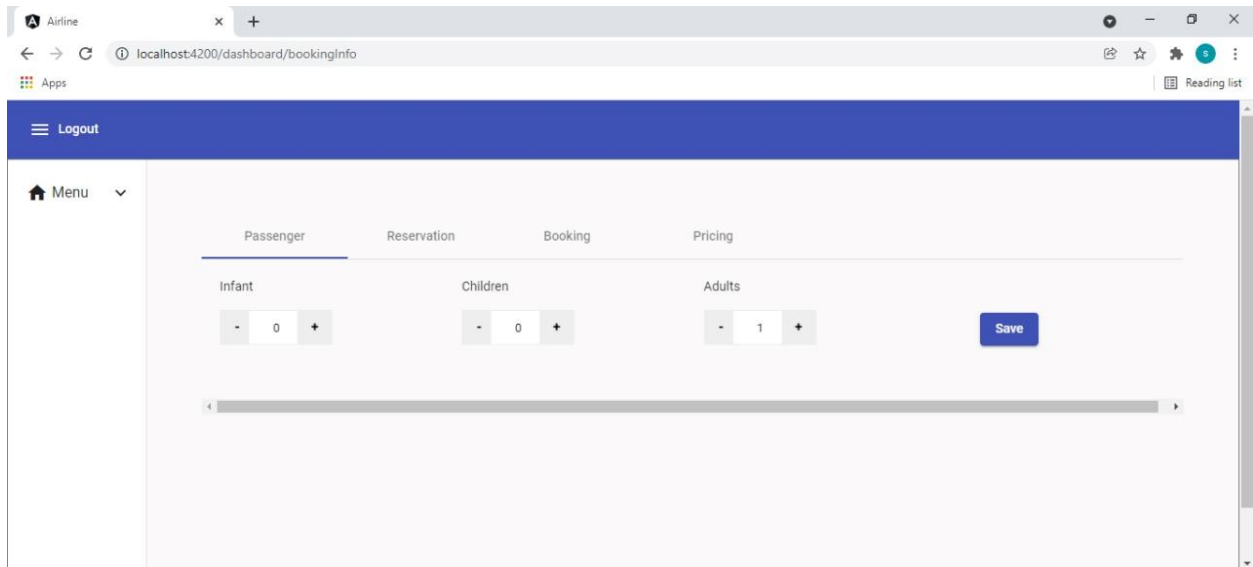 Airline
localhost:4200/dashboard/bookingInfo
S
Apps
Reading list
Logout
Menu
Passenger Reservation Booking Pricing
Infant Children Adults
- 0 + - 0 + - 1 + Save